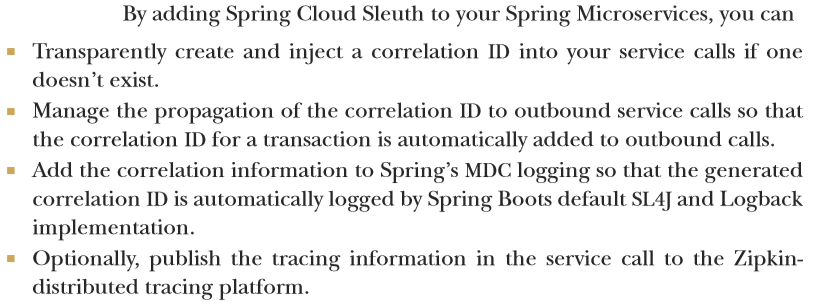 By adding Spring Cloud Sleuth to your Spring Microservices, you can
▪ Transparently create and inject a correlation ID into your service calls if one
doesn't exist.
▪ Manage the propagation of the correlation ID to outbound service calls so that
the correlation ID for a transaction is automatically added to outbound calls.
▪ Add the correlation information to Spring's MDC logging so that the generated
correlation ID is automatically logged by Spring Boots default SL4J and Logback
implementation.
▪ Optionally, publish the tracing information in the service call to the Zipkin-
distributed tracing platform.